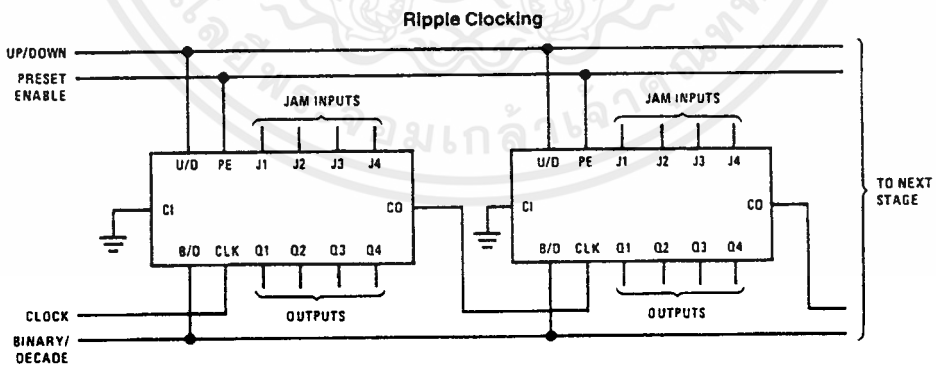 Ripple Clocking
UP/DOWN
PRESET
ENABLE
JAM INPUTS
JAM INPUTS
U/D PE J1 J2 J3 J4
U/D PE J1 J2 J3 J4
CI CO
CI CO
TO NEXT
STAGE
B/D CLK Q1 Q2 Q3 Q4
B/D CLK Q1 Q2 Q3 Q4
OUTPUTS
OUTPUTS
CLOCK
BINARY/
DECADE